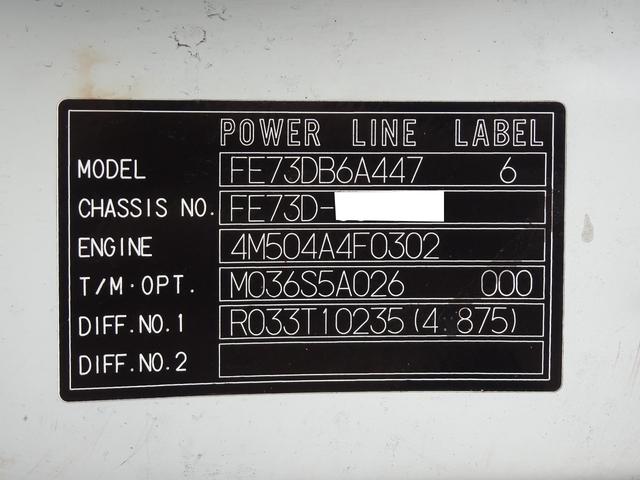 POWER LINE LABEL
MODEL FE73DB6A447 6
CHASSIS NO. FE73D-
ENGINE 4M504A4F0302
T/M·OPT. M036S5A026 000
DIFF.NO.1 R033T10235(4.875)
DIFF.NO.2